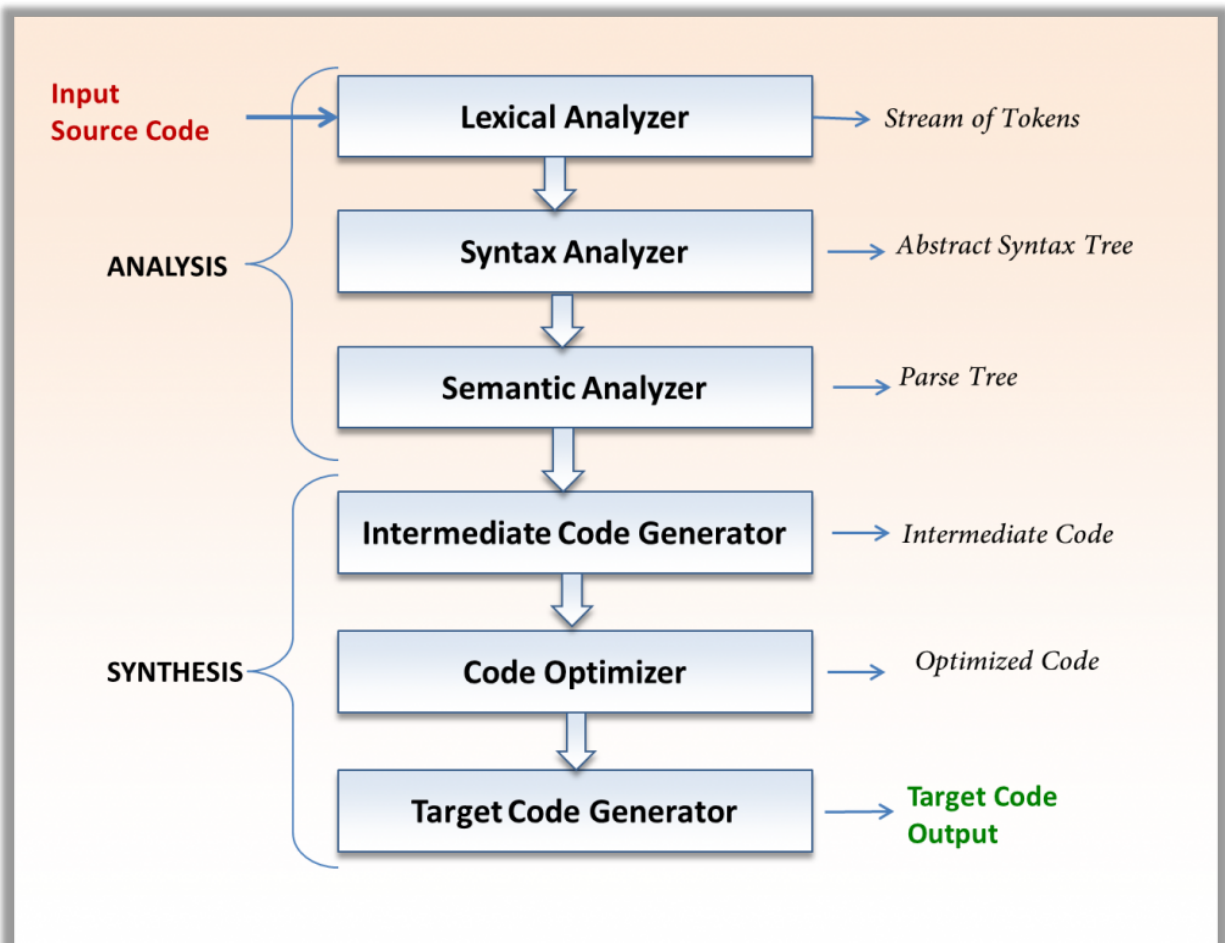 Input
Source Code
Lexical Analyzer
Stream of Tokens
Syntax Analyzer
Abstract Syntax Tree
ANALYSIS
Semantic Analyzer
Parse Tree
Intermediate Code Generator
Intermediate Code
SYNTHESIS
Code Optimizer
Optimized Code
Target Code Generator
Target Code
Output